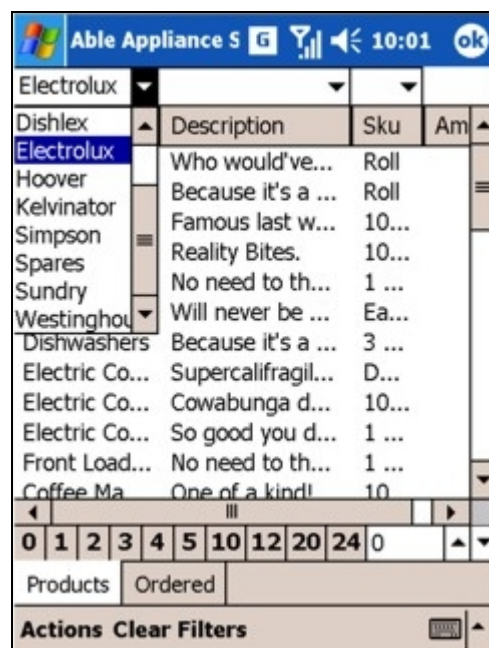 Able Appliance S G 10:01 ok
Electrolux
Dishlex
Electrolux
Hoover
Kelvinator
Simpson
Spares
Sundry
Westinghou
Description Sku Am
Who would've... Roll
Because it's a ... Roll
Famous last w... 10...
Reality Bites. 10...
No need to th... 1 ...
Will never be ... Ea...
Dishwashers Because it's a ... 3 ...
Electric Co... Supercalifragil... D...
Electric Co... Cowabunga d... 10...
Electric Co... So good you d... 1 ...
Front Load... No need to th... 1 ...
Coffee Ma One of a kind! 10
0 1 2 3 4 5 10 12 20 24 0
Products Ordered
Actions Clear Filters